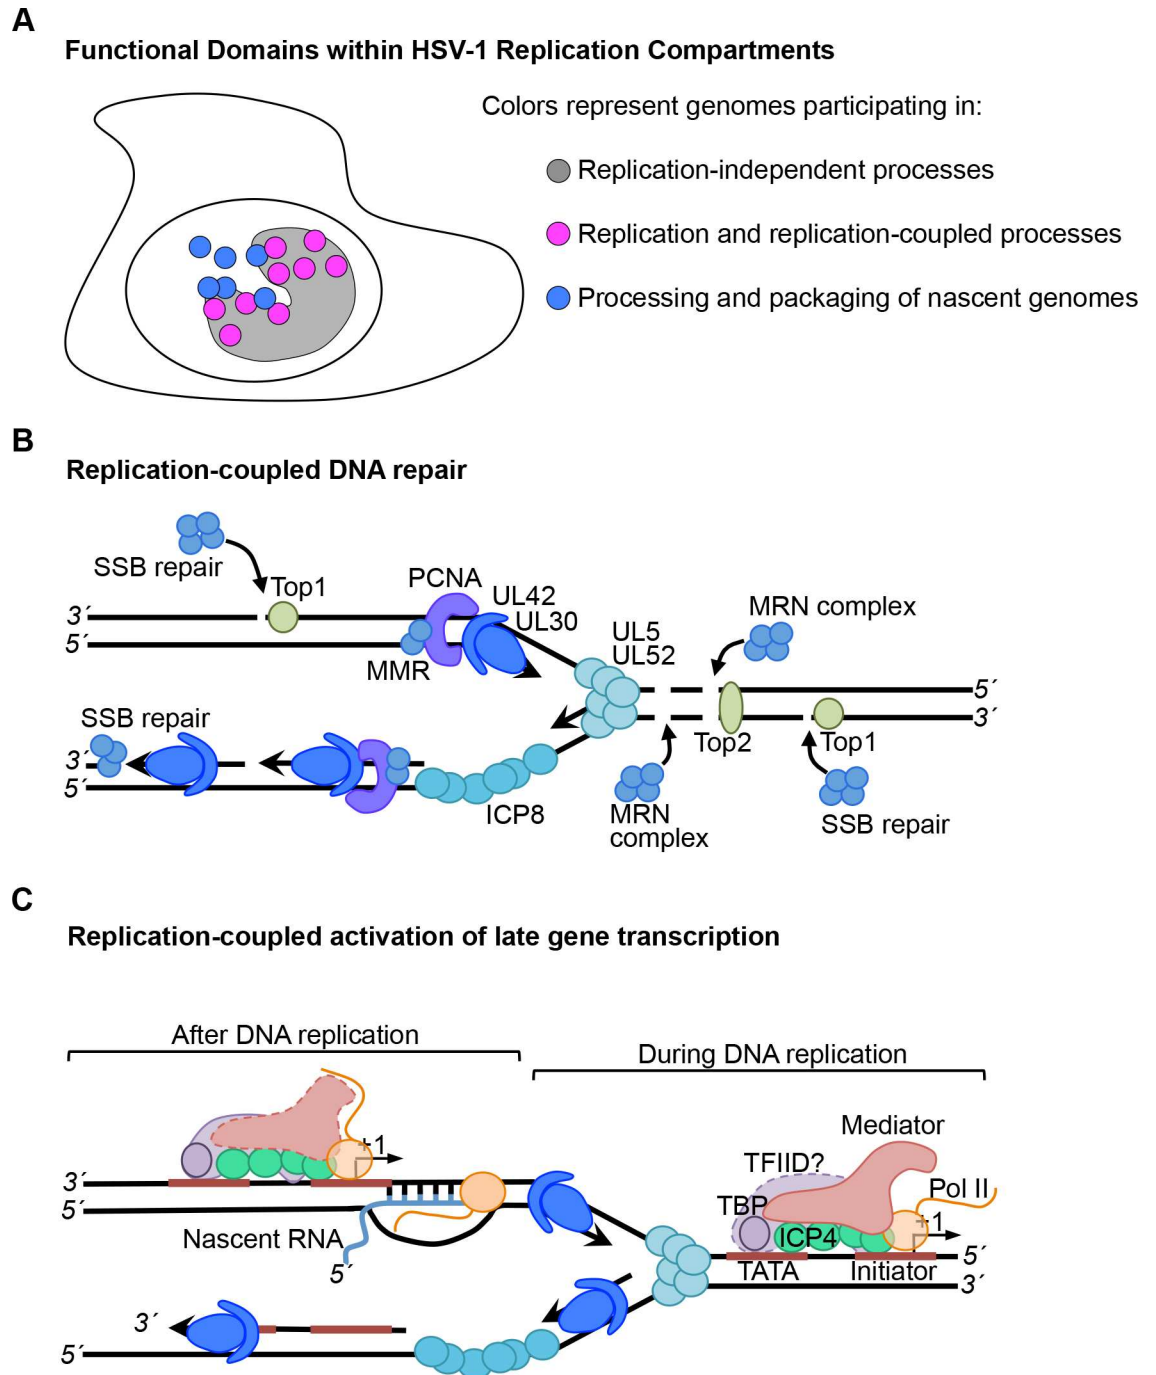 A
Functional Domains within HSV-1 Replication Compartments
Colors represent genomes participating in:
Replication-independent processes
Replication and replication-coupled processes
Processing and packaging of nascent genomes
B
Replication-coupled DNA repair
SSB repair
Top1
PCNA
UL42
UL30
MMR
3´
5´
UL5
UL52
MRN complex
5´
3´
Top2
Top1
SSB repair
3´
5´
ICP8
MRN
complex
SSB repair
C
Replication-coupled activation of late gene transcription
After DNA replication
During DNA replication
+1
3´
5´
Nascent RNA
5´
Mediator
TFIID?
TBP
Pol II
+1
ICP4
TATA
Initiator
5´
3´
3´
5´